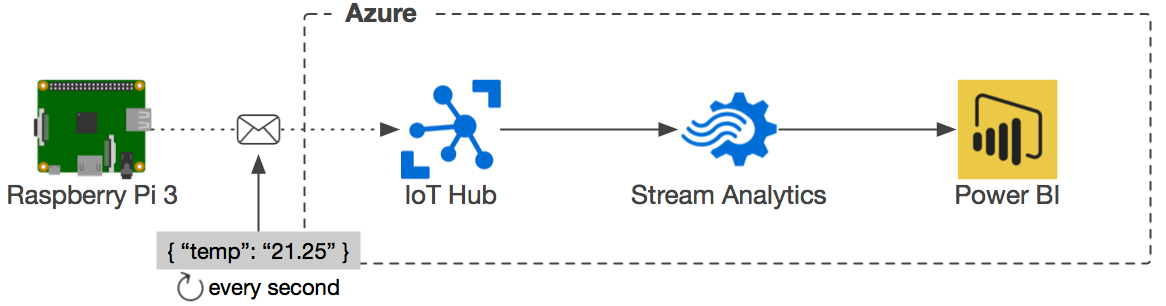 Azure
Raspberry Pi 3
IoT Hub
Stream Analytics
Power BI
{ “temp”: “21.25” }
every second